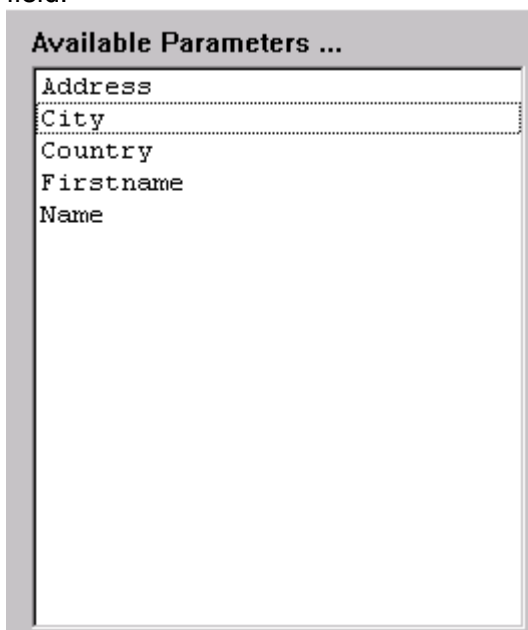 field.
Available Parameters ...
Address
City
Country
Firstname
Name